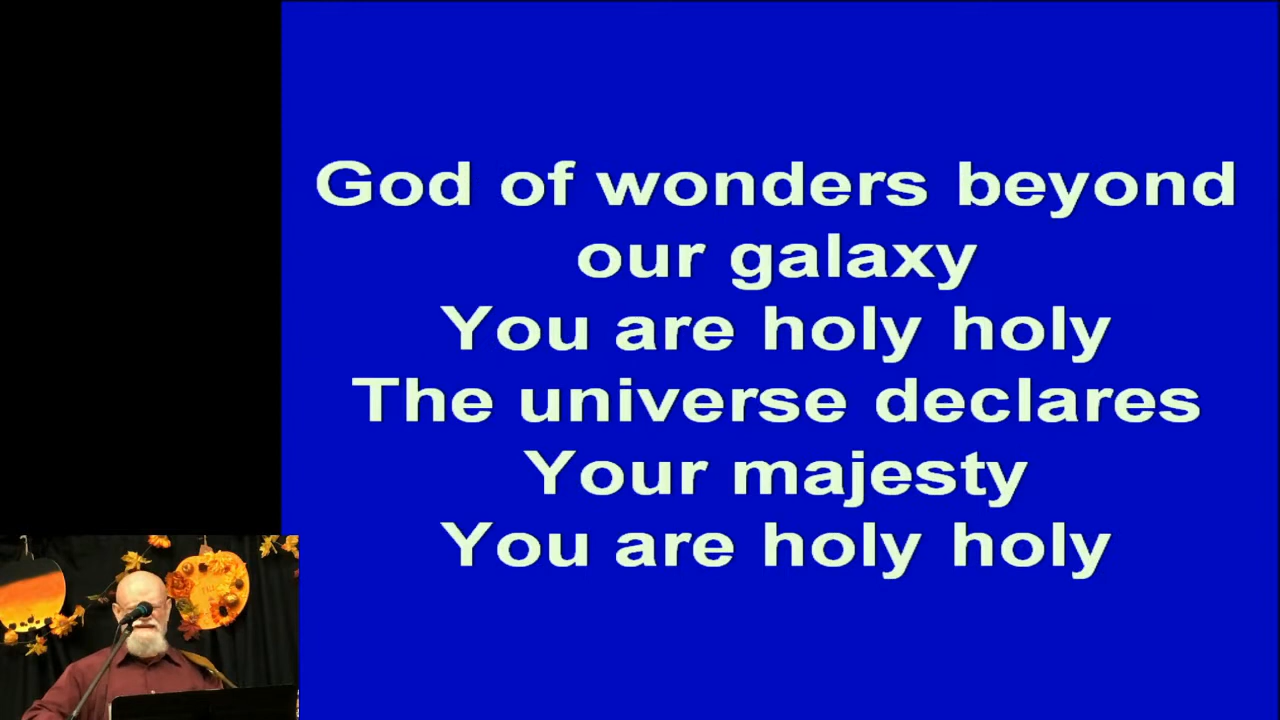 God of wonders beyond
our galaxy
You are holy holy
The universe declares
Your majesty
You are holy holy